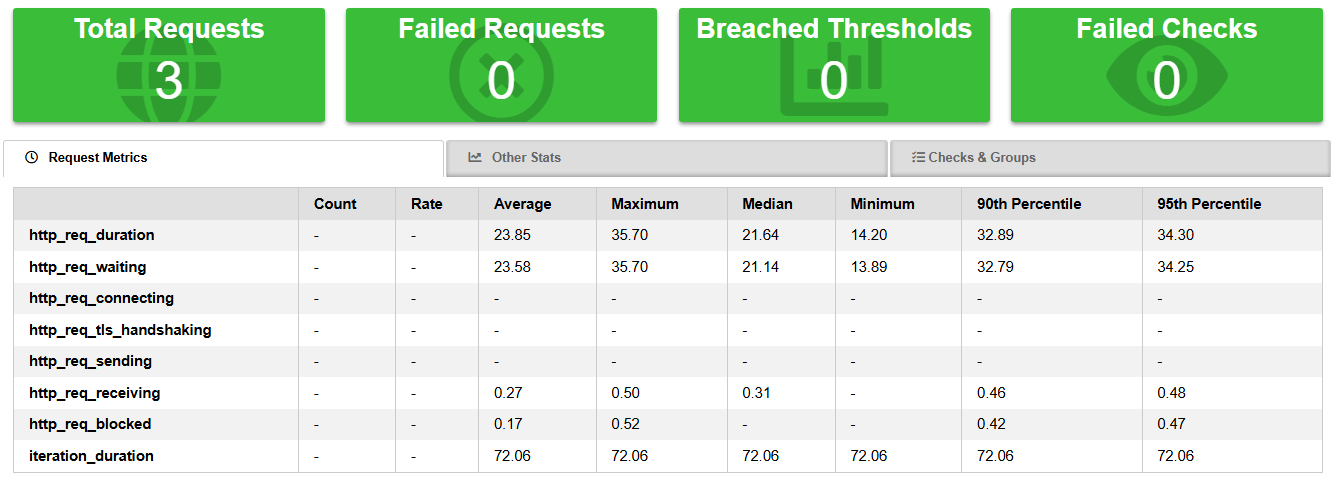 Total Requests Failed Requests Breached Thresholds Failed Checks
3 0 0 0
Request Metrics Other Stats Checks & Groups
Count Rate Average Maximum Median Minimum 90th Percentile 95th Percentile
http_req_duration - - 23.85 35.70 21.64 14.20 32.89 34.30
http_req_waiting - - 23.58 35.70 21.14 13.89 32.79 34.25
http_req_connecting - - - - - - - -
http_req_tls_handshaking - - - - - - - -
http_req_sending - - - - - - - -
http_req_receiving - - 0.27 0.50 0.31 - 0.46 0.48
http_req_blocked - - 0.17 0.52 - - 0.42 0.47
iteration_duration - - 72.06 72.06 72.06 72.06 72.06 72.06